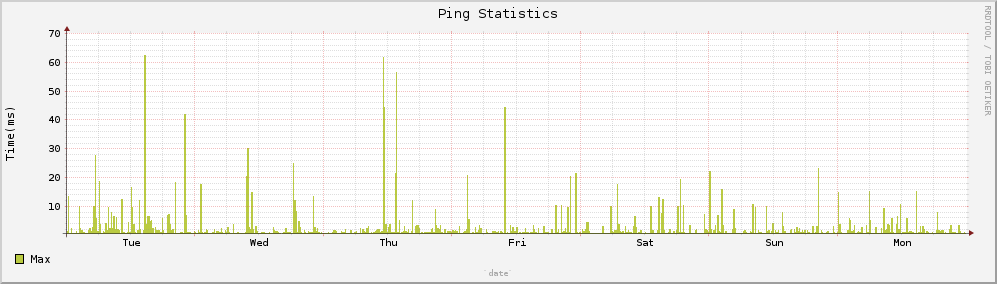 Ping Statistics
RRDTOOL / TOBI OETIKER
Time(ms)
70
60
50
40
30
20
10
Tue Wed Thu Fri Sat Sun Mon
Max
`date`